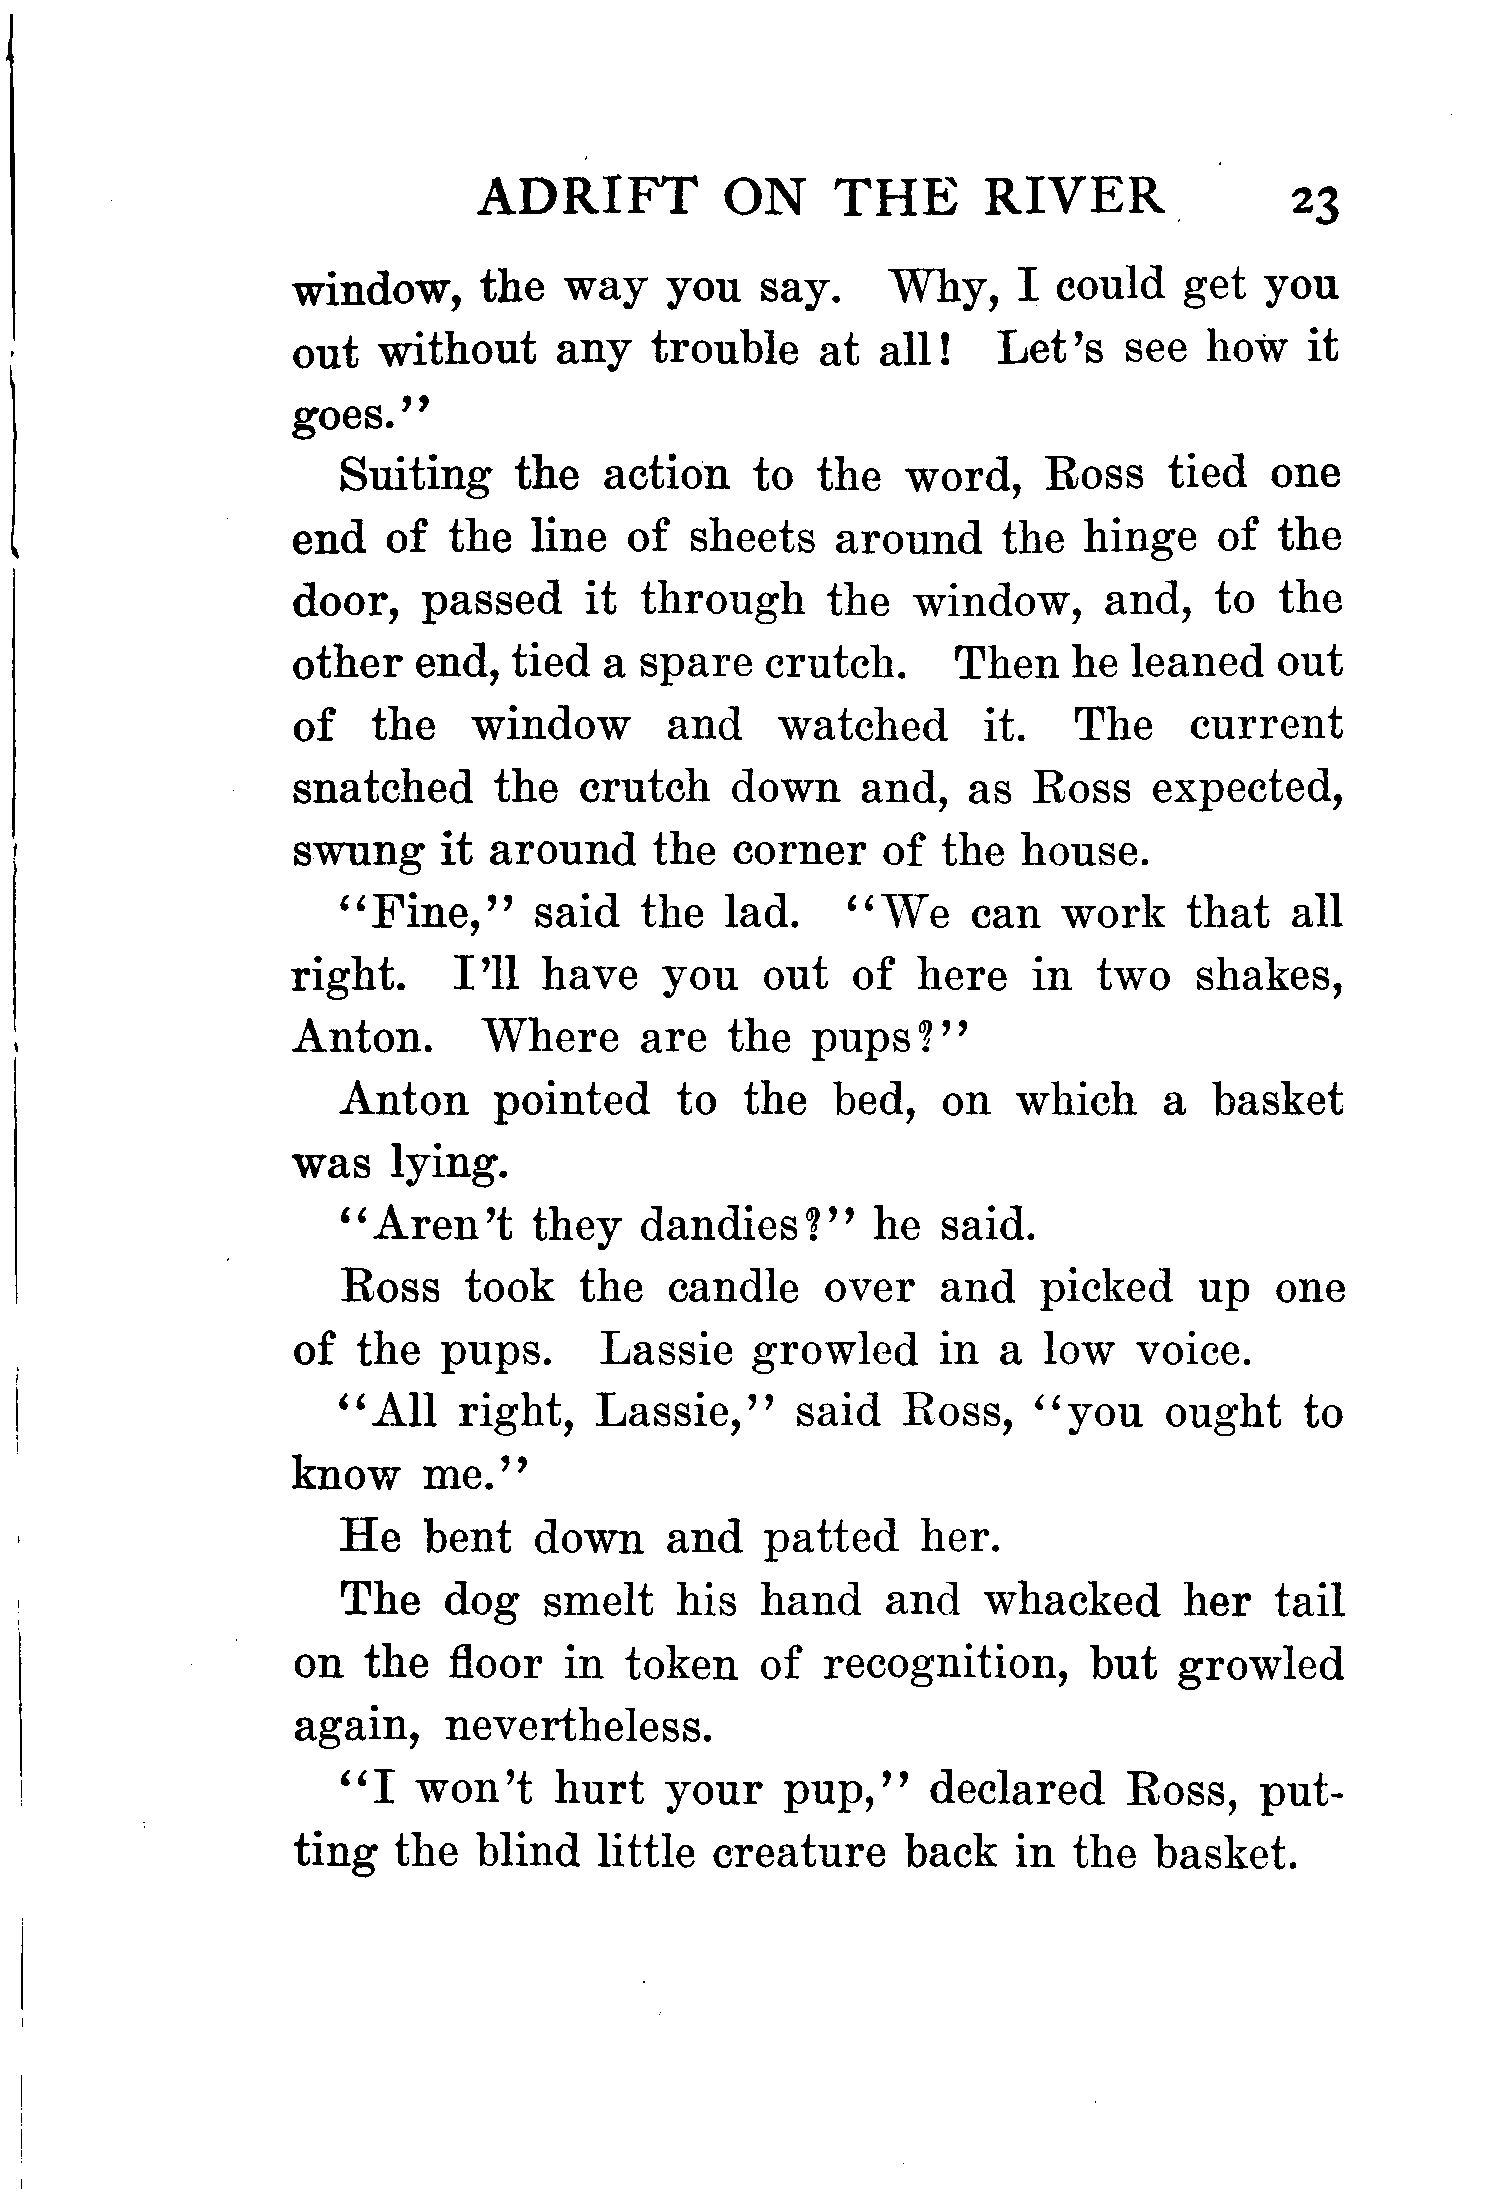 ADRIFT ON THE RIVER 23
window, the way you say. Why, I could get you
out without any trouble at all! Let's see how it
goes."
Suiting the action to the word, Ross tied one
end of the line of sheets around the hinge of the
door, passed it through the window, and, to the
other end, tied a spare crutch. Then he leaned out
of the window and watched it. The current
snatched the crutch down and, as Ross expected,
swung it around the corner of the house.
"Fine," said the lad. "We can work that all
right. I'll have you out of here in two shakes,
Anton. Where are the pups?"
Anton pointed to the bed, on which a basket
was lying.
"Aren't they dandies?" he said.
Ross took the candle over and picked up one
of the pups. Lassie growled in a low voice.
"All right, Lassie," said Ross, "you ought to
know me."
He bent down and patted her.
The dog smelt his hand and whacked her tail
on the floor in token of recognition, but growled
again, nevertheless.
"I won't hurt your pup," declared Ross, put-
ting the blind little creature back in the basket.